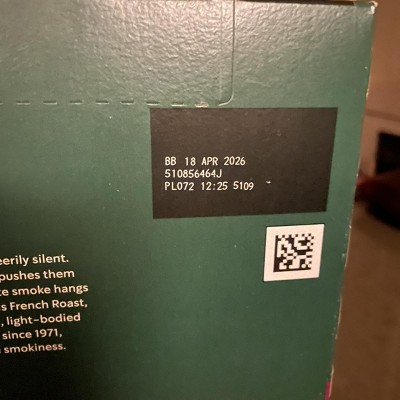 BB 18 APR 2026
510856464J
PL072 12:25 5109
eerily silent.
pushes them
smoke hangs
French Roast,
, light-bodied
since 1971,
smokiness.